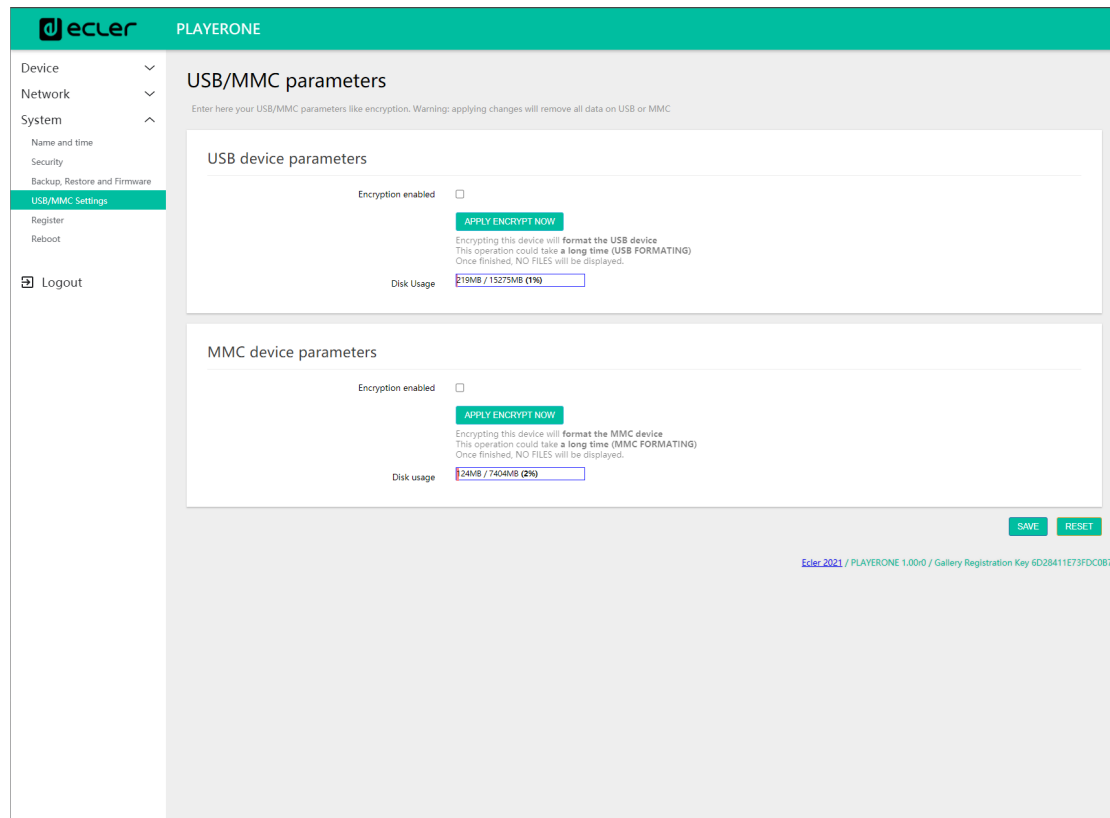 ecler
PLAYERONE
Device
Network
System
Name and time
Security
Backup, Restore and Firmware
USB/MMC Settings
Register
Reboot
Logout
USB/MMC parameters
Enter here your USB/MMC parameters like encryption. Warning: applying changes will remove all data on USB or MMC
USB device parameters
Encryption enabled
APPLY ENCRYPT NOW
Encrypting this device will format the USB device
This operation could take a long time (USB FORMATING)
Once finished, NO FILES will be displayed.
Disk Usage
219MB / 15275MB (1%)
MMC device parameters
Encryption enabled
APPLY ENCRYPT NOW
Encrypting this device will format the MMC device
This operation could take a long time (MMC FORMATING)
Once finished, NO FILES will be displayed.
Disk usage
124MB / 7404MB (2%)
SAVE
RESET
Ecler 2021 / PLAYERONE 1.00r0 / Gallery Registration Key 6D28411E73FDC0B7